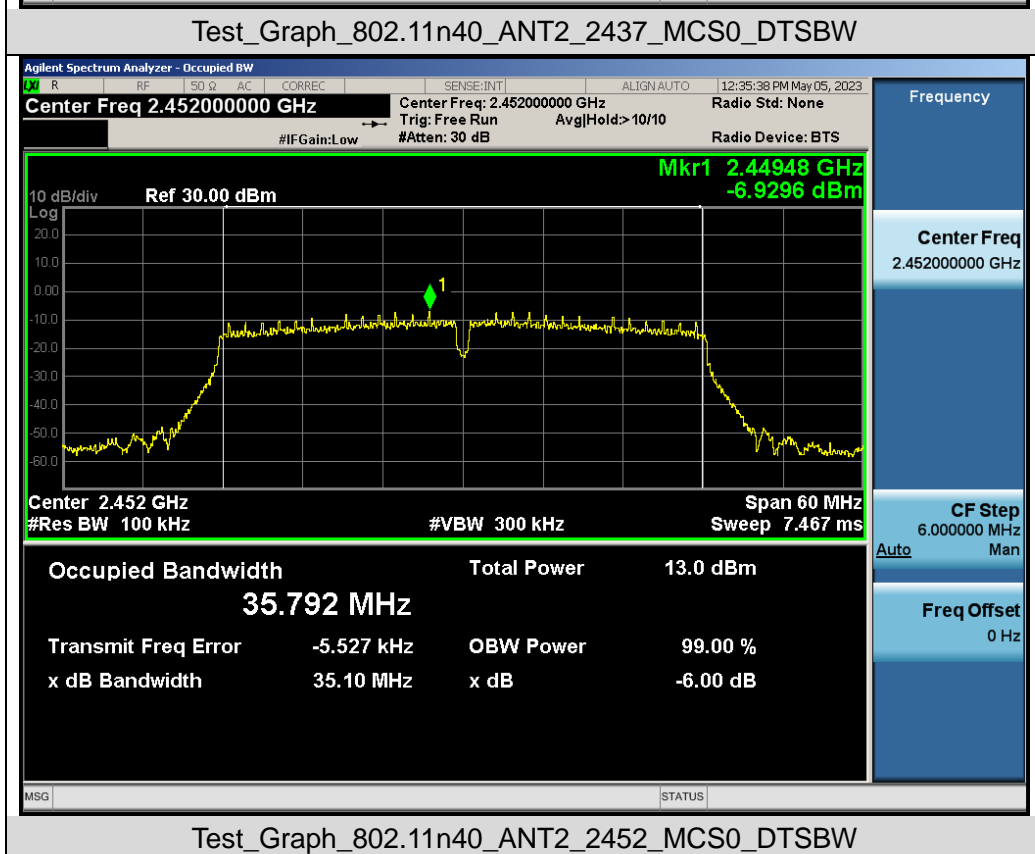 Test_Graph_802.11n40_ANT2_2437_MCS0_DTSBW
Agilent Spectrum Analyzer - Occupied BW
LXI R RF 50 Ω AC CORREC SENSE:INT ALIGN AUTO 12:35:38 PM May 05, 2023
Center Freq 2.452000000 GHz
Center Freq: 2.452000000 GHz
Radio Std: None
Trig: Free Run Avg|Hold:>10/10
#IFGain:Low #Atten: 30 dB Radio Device: BTS
Frequency
Mkr1 2.44948 GHz
-6.9296 dBm
10 dB/div Ref 30.00 dBm
Log
20.0
10.0
0.00
-10.0
-20.0
-30.0
-40.0
-50.0
-60.0
1
Center 2.452 GHz Span 60 MHz
#Res BW 100 kHz #VBW 300 kHz Sweep 7.467 ms
Center Freq
2.452000000 GHz
CF Step
6.000000 MHz
Auto Man
Freq Offset
0 Hz
Occupied Bandwidth Total Power 13.0 dBm
35.792 MHz
Transmit Freq Error -5.527 kHz OBW Power 99.00 %
x dB Bandwidth 35.10 MHz x dB -6.00 dB
MSG STATUS
Test_Graph_802.11n40_ANT2_2452_MCS0_DTSBW